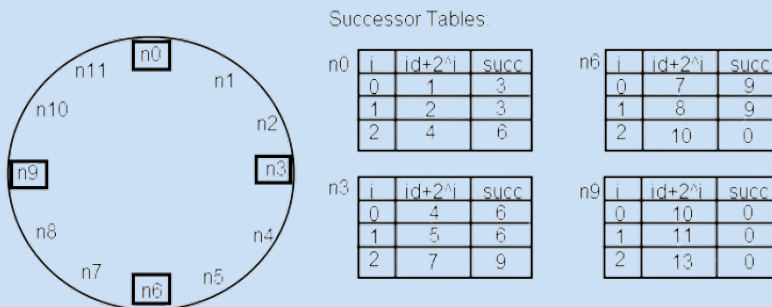 Successor Tables:
n0
n11
n1
n10
n2
n9
n3
n8
n4
n7
n5
n6
n0
i id+2^i succ
0 1 3
1 2 3
2 4 6
n6
i id+2^i succ
0 7 9
1 8 9
2 10 0
n3
i id+2^i succ
0 4 6
1 5 6
2 7 9
n9
i id+2^i succ
0 10 0
1 11 0
2 13 0